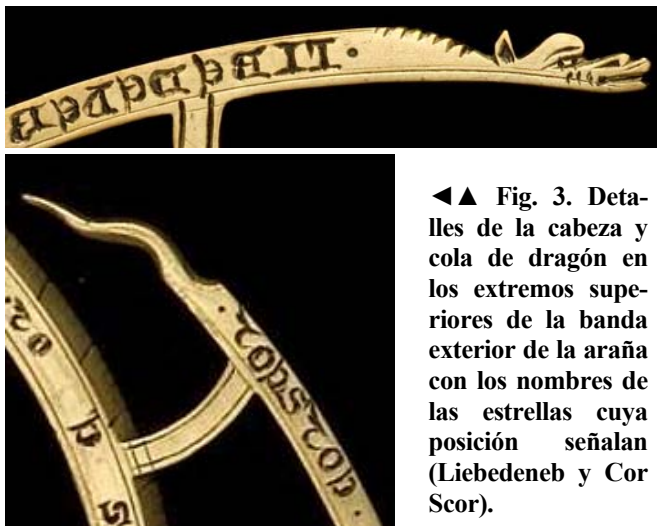 ◄▲ Fig. 3. Deta-
lles de la cabeza y
cola de dragón en
los extremos supe-
riores de la banda
exterior de la araña
con los nombres de
las estrellas cuya
posición señalan
(Liebedeneb y Cor
Scor).